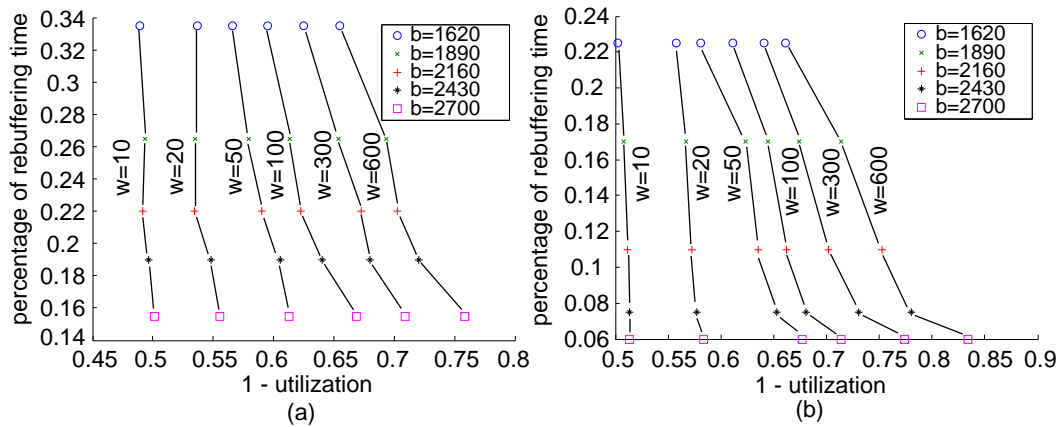 percentage of rebuffering time
0.34
0.32
0.3
0.28
0.26
0.24
0.22
0.2
0.18
0.16
0.14
0.45
0.5
0.55
0.6
0.65
0.7
0.75
0.8
1 - utilization
(a)
b=1620
b=1890
b=2160
b=2430
b=2700
w=10
w=20
w=50
w=100
w=300
w=600
percentage of rebuffering time
0.24
0.22
0.2
0.18
0.16
0.14
0.12
0.1
0.08
0.06
0.5
0.55
0.6
0.65
0.7
0.75
0.8
0.85
0.9
1 - utilization
(b)
b=1620
b=1890
b=2160
b=2430
b=2700
w=10
w=20
w=50
w=100
w=300
w=600